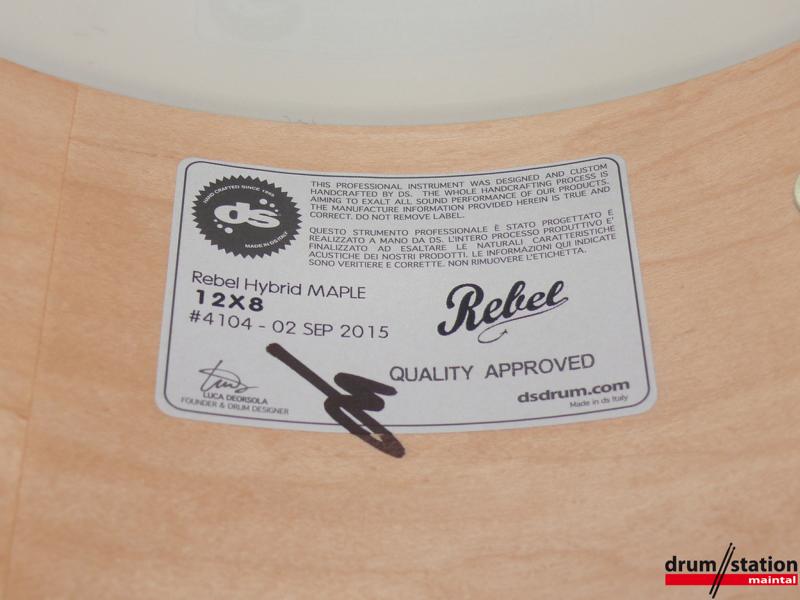 HAND CRAFTED SINCE 1998
ds
MADE IN DS ITALY
THIS PROFESSIONAL INSTRUMENT WAS DESIGNED AND CUSTOM
HANDCRAFTED BY DS. THE WHOLE HANDCRAFTING PROCESS IS
AIMING TO EXALT ALL SOUND PERFORMANCE OF OUR PRODUCTS.
THE MANUFACTURE INFORMATION PROVIDED HEREIN IS TRUE AND
CORRECT. DO NOT REMOVE LABEL.
QUESTO STRUMENTO PROFESSIONALE È STATO PROGETTATO E
REALIZZATO A MANO DA DS. L'INTERO PROCESSO PRODUTTIVO E'
FINALIZZATO AD ESALTARE LE NATURALI CARATTERISTICHE
ACUSTICHE DEI NOSTRI PRODOTTI. LE INFORMAZIONI QUI INDICATE
SONO VERITIERE E CORRETTE. NON RIMUOVERE L'ETICHETTA.
Rebel Hybrid MAPLE
12X8
#4104 - 02 SEP 2015
Rebel
QUALITY APPROVED
LUCA DEORSOLA
FOUNDER & DRUM DESIGNER
dsdrum.com
Made in ds Italy
drum//station
maintal